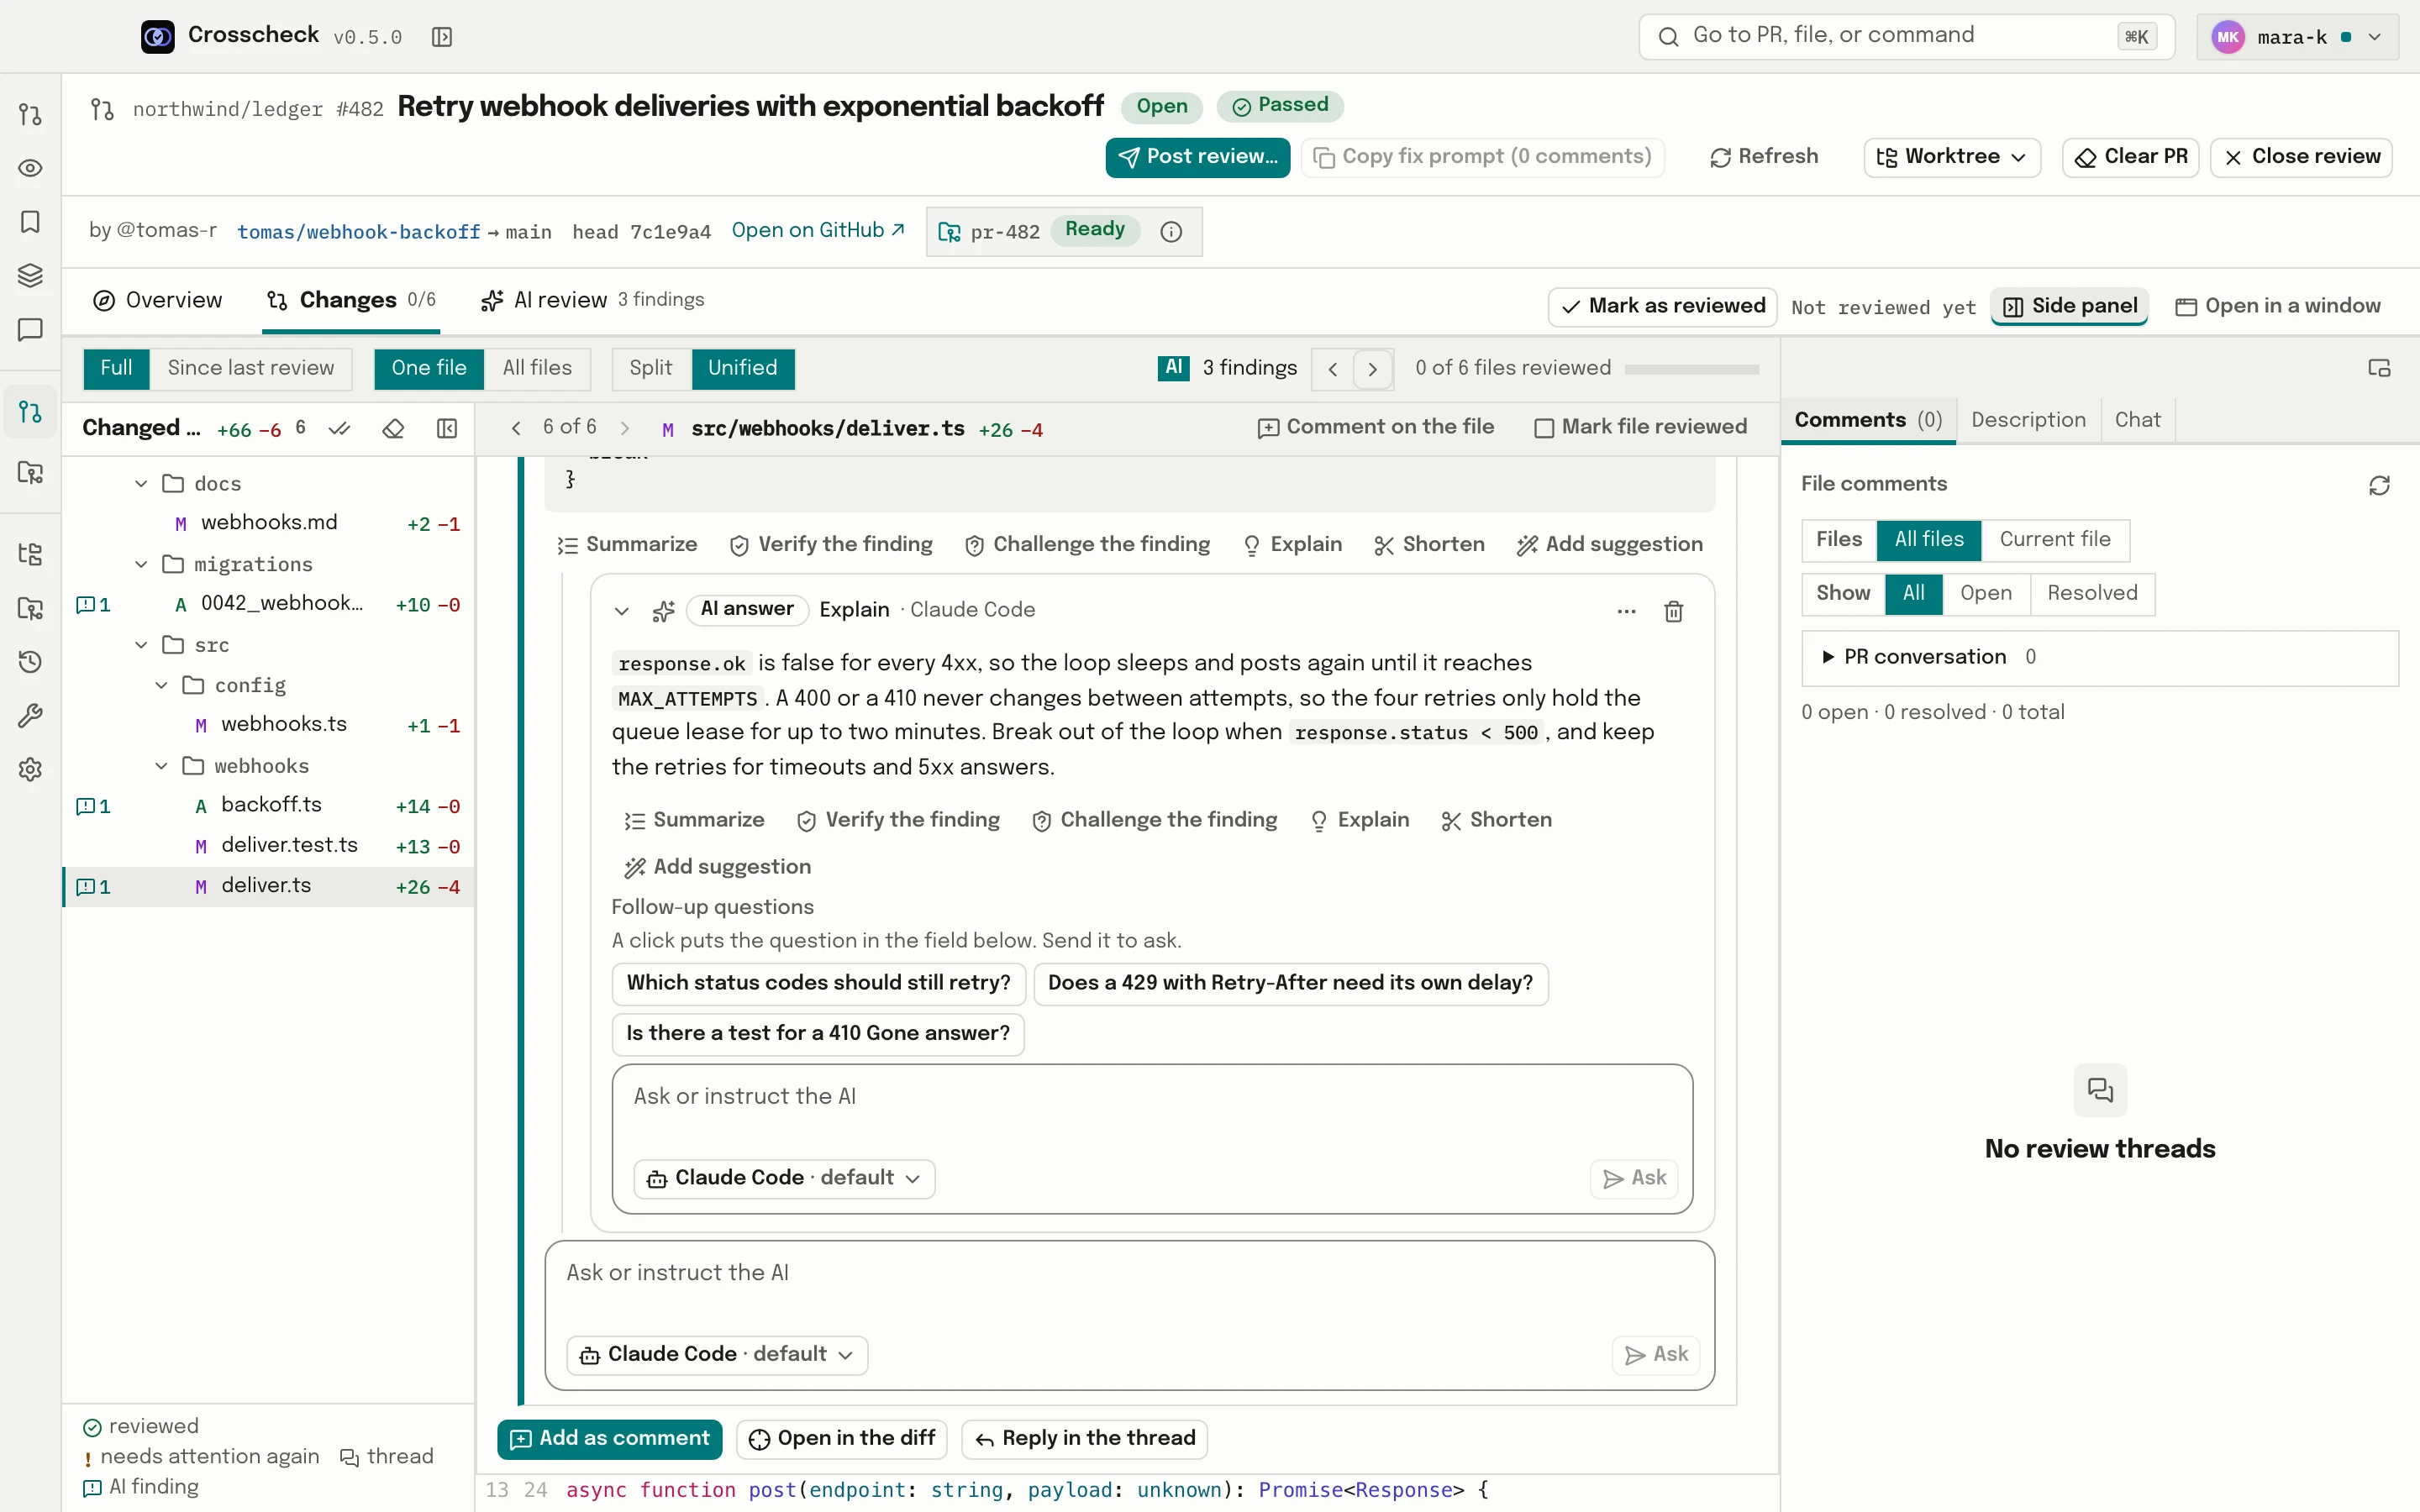 Crosscheck v0.5.0
Go to PR, file, or command ⌘K
MK mara-k
northwind/ledger #482 Retry webhook deliveries with exponential backoff Open Passed
Post review… Copy fix prompt (0 comments) Refresh Worktree Clear PR Close review
by @tomas-r tomas/webhook-backoff → main head 7c1e9a4 Open on GitHub ↗ pr-482 Ready
Overview Changes 0/6 AI review 3 findings
Mark as reviewed Not reviewed yet Side panel Open in a window
Full Since last review One file All files Split Unified
AI 3 findings 0 of 6 files reviewed
Changed … +66 −6 6
6 of 6 M src/webhooks/deliver.ts +26 −4 Comment on the file Mark file reviewed
docs
M webhooks.md +2 −1
migrations
1 A 0042_webhook… +10 −0
src
config
M webhooks.ts +1 −1
webhooks
1 A backoff.ts +14 −0
M deliver.test.ts +13 −0
1 M deliver.ts +26 −4
reviewed
! needs attention again thread
AI finding
break
}
Summarize Verify the finding Challenge the finding Explain Shorten Add suggestion
AI answer Explain · Claude Code
response.ok is false for every 4xx, so the loop sleeps and posts again until it reaches
MAX_ATTEMPTS. A 400 or a 410 never changes between attempts, so the four retries only hold the
queue lease for up to two minutes. Break out of the loop when response.status < 500, and keep
the retries for timeouts and 5xx answers.
Summarize Verify the finding Challenge the finding Explain Shorten
Add suggestion
Follow-up questions
A click puts the question in the field below. Send it to ask.
Which status codes should still retry? Does a 429 with Retry-After need its own delay?
Is there a test for a 410 Gone answer?
Ask or instruct the AI
Claude Code · default Ask
Ask or instruct the AI
Claude Code · default Ask
Add as comment Open in the diff Reply in the thread
13 24 async function post(endpoint: string, payload: unknown): Promise<Response> {
Comments (0) Description Chat
File comments
Files All files Current file
Show All Open Resolved
PR conversation 0
0 open · 0 resolved · 0 total
No review threads